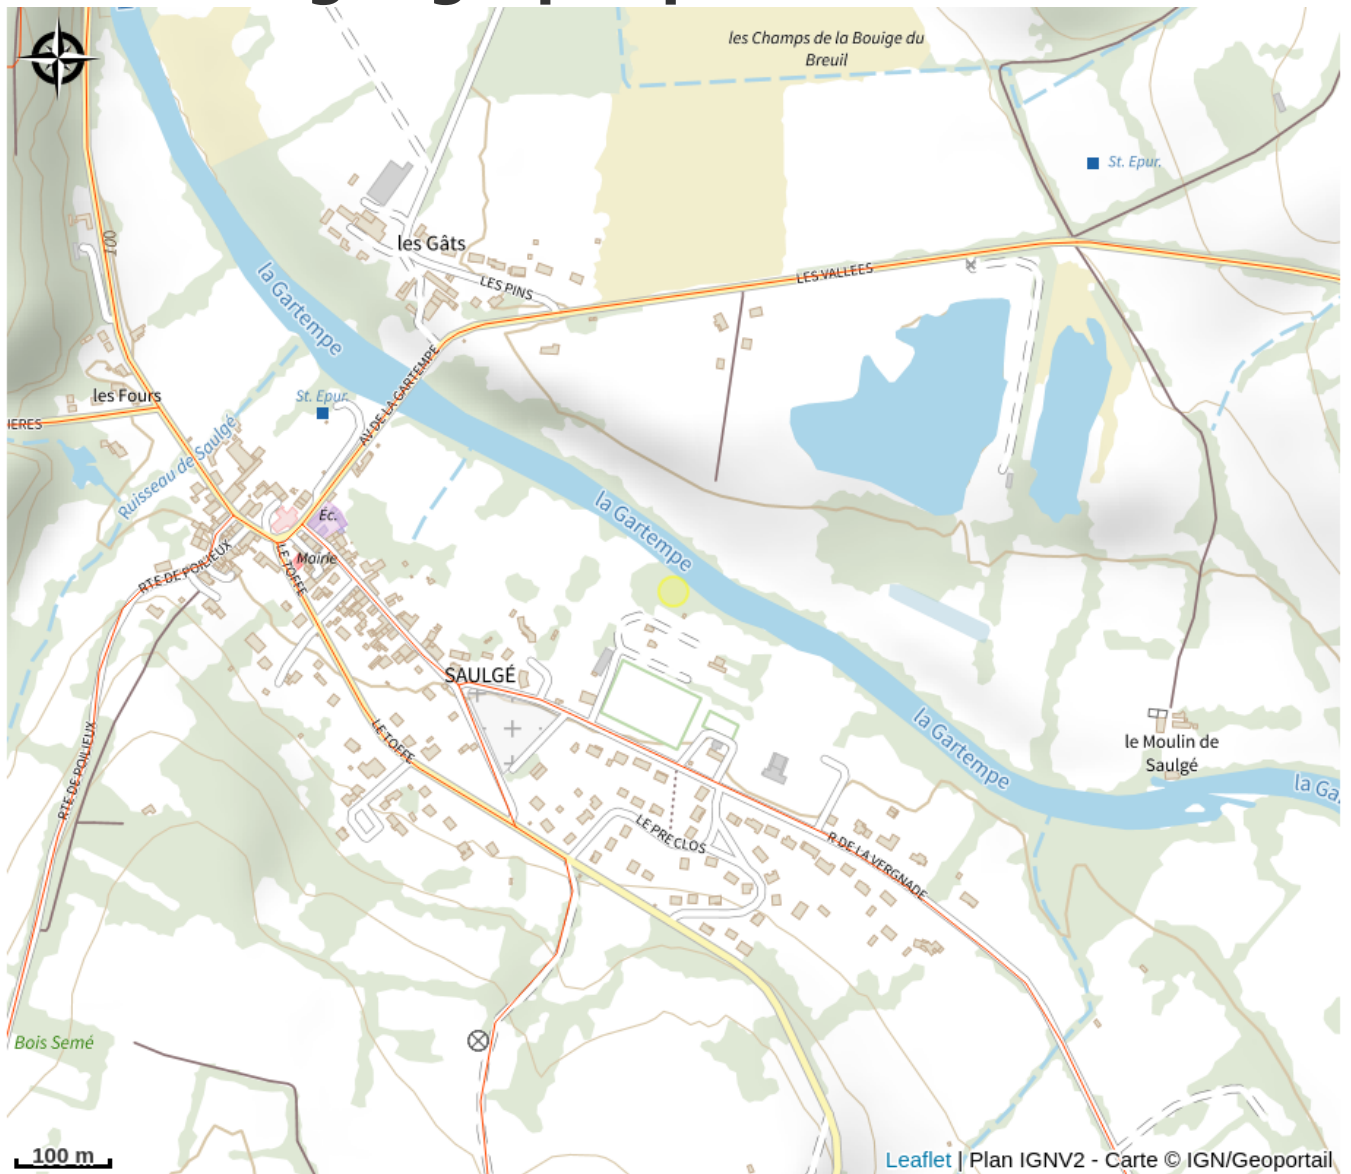 les Champs de la Bouige du
Breuil
St. Epur.
100
les Gâts
LES PINS
LES VALLEES
la Gartempe
les Fours
St. Epur.
AV DE LA GARTEMPE
IERES
Ruisseau de Saulgé
la Gartempe
Éc.
Mairie
RTE DE POILIEUX
LE TOFFE
SAULGÉ
la Gartempe
le Moulin de
Saulgé
la Ga
RTE DE POILIEUX
LE TOFFE
LE PRE CLOS
R DE LA VERGNADE
Bois Semé
100 m
Leaflet | Plan IGNV2 - Carte © IGN/Geoportail